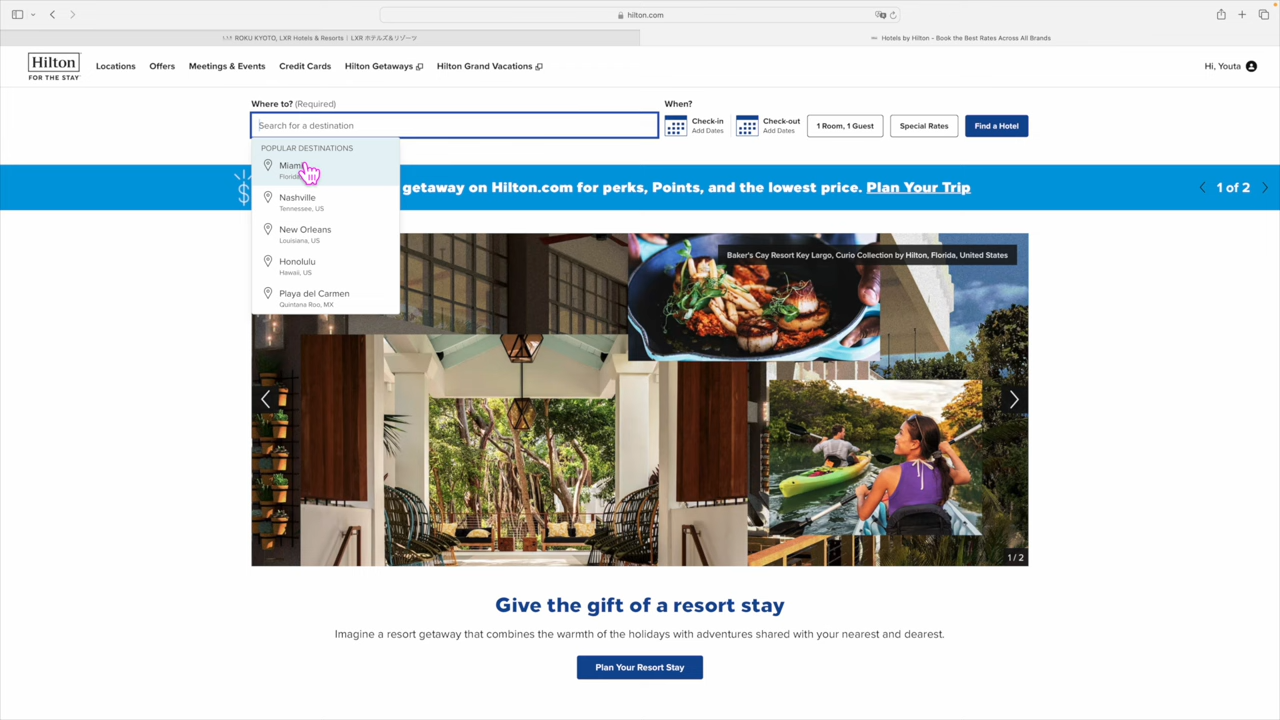 hilton.com
ROKU KYOTO, LXR Hotels & Resorts | LXR ホテルズ&リゾーツ
Hotels by Hilton - Book the Best Rates Across All Brands
Hilton
FOR THE STAY
Locations
Offers
Meetings & Events
Credit Cards
Hilton Getaways
Hilton Grand Vacations
Hi, Youta
Where to? (Required)
When?
Search for a destination
Check-in
Add Dates
Check-out
Add Dates
1 Room, 1 Guest
Special Rates
Find a Hotel
POPULAR DESTINATIONS
Miami
Florida
Nashville
Tennessee, US
New Orleans
Louisiana, US
Honolulu
Hawaii, US
Playa del Carmen
Quintana Roo, MX
getaway on Hilton.com for perks, Points, and the lowest price. Plan Your Trip
1 of 2
Baker's Cay Resort Key Largo, Curio Collection by Hilton, Florida, United States
1 / 2
Give the gift of a resort stay
Imagine a resort getaway that combines the warmth of the holidays with adventures shared with your nearest and dearest.
Plan Your Resort Stay